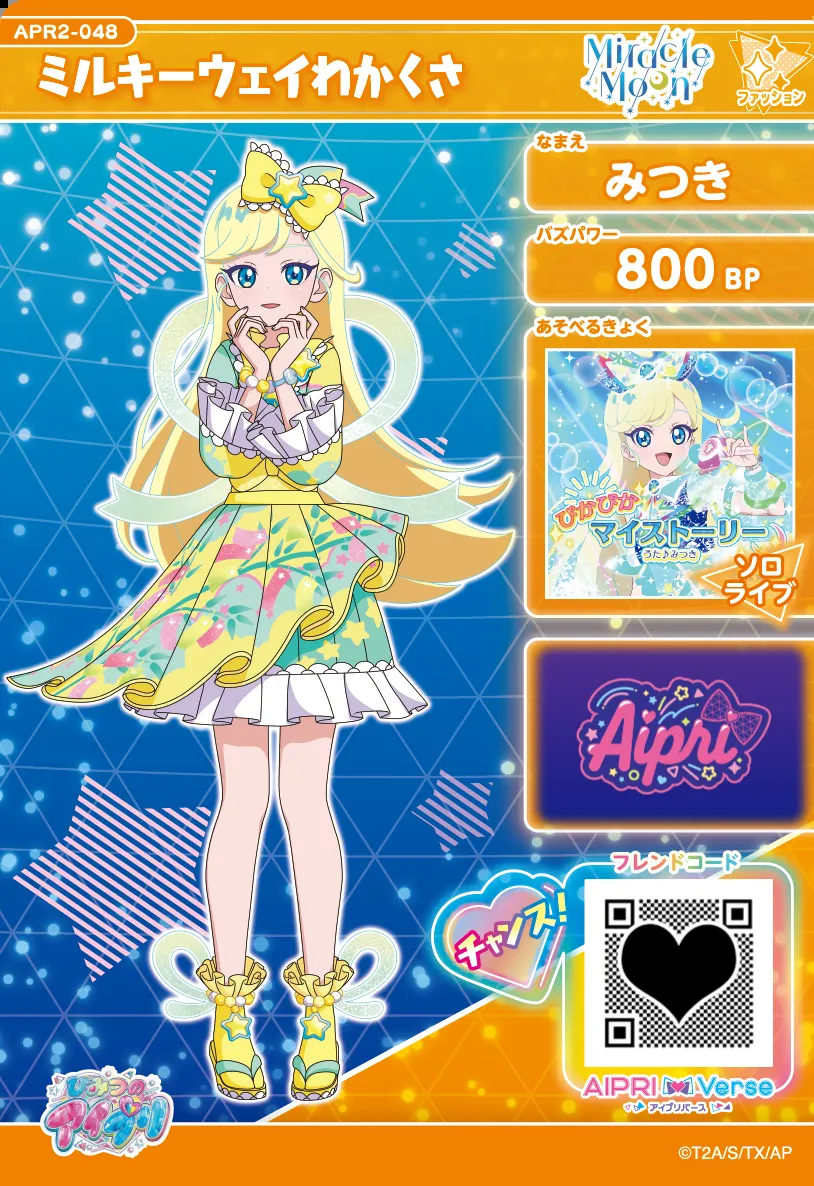 APR2-048
ミルキーウェイわかくさ
Miracle
Moon
ファッション
なまえ
みつき
バズパワー
800 BP
あそべるきょく
ぴかぴか
マイストーリー
うた♪みつき
ソロ
ライブ
Aipri
フレンドコード
チャンス!
AIPRI Verse
アイプリバース
ひみつの
アイプリ
©T2A/S/TX/AP